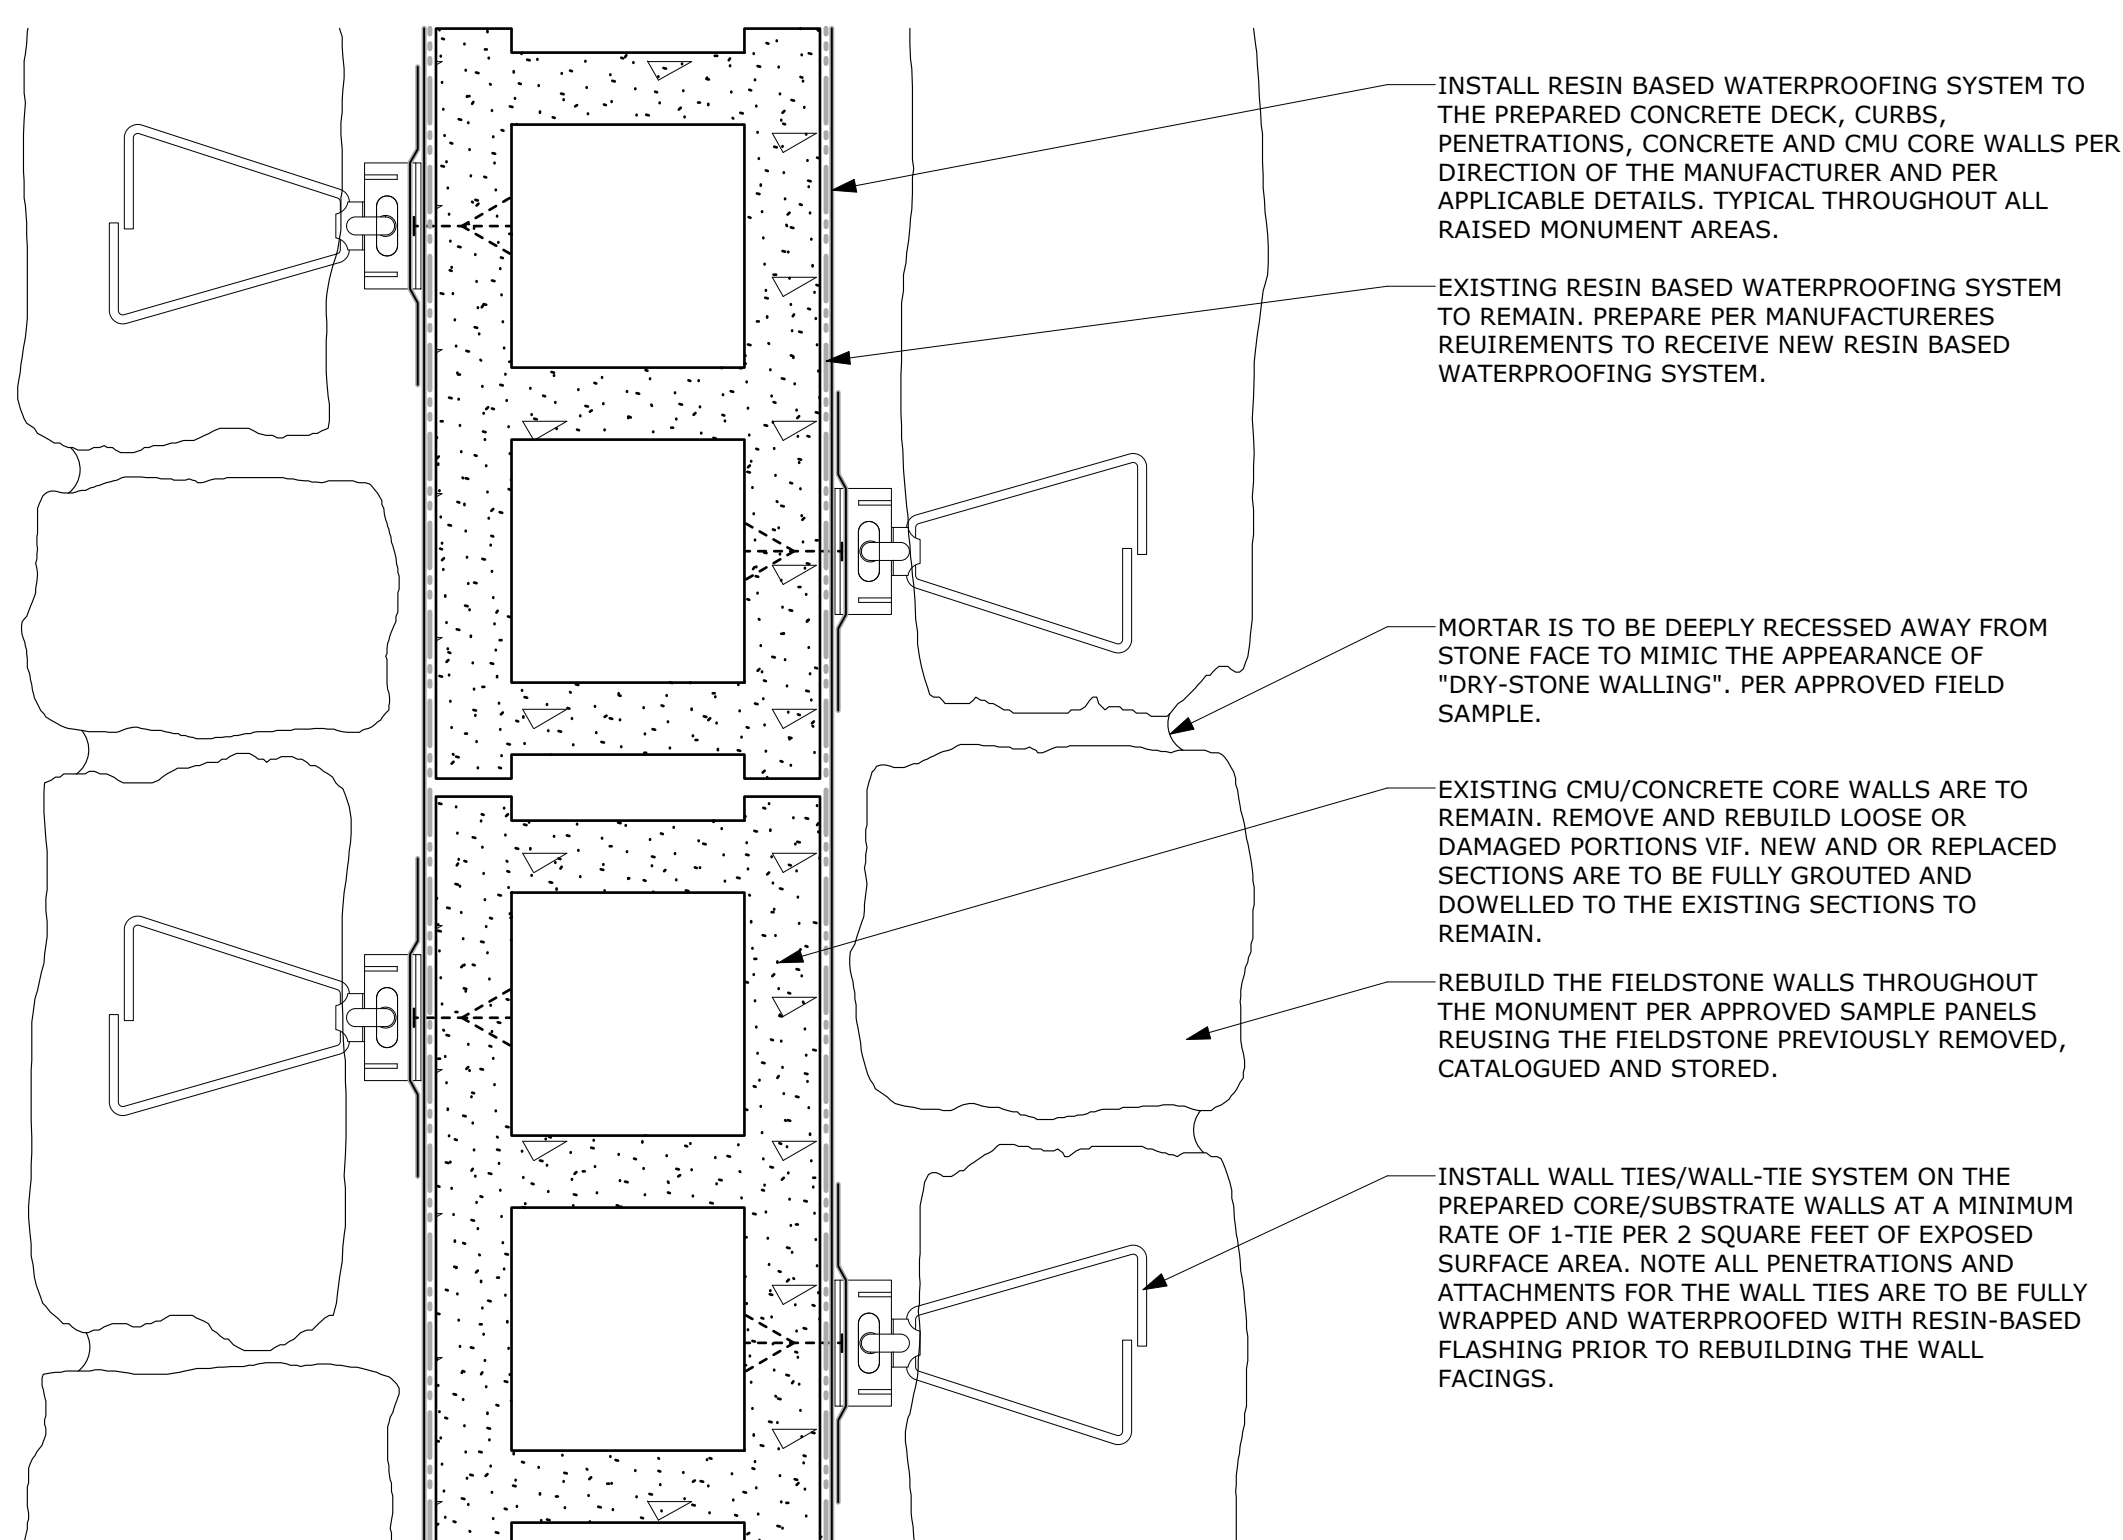 INSTALL RESIN BASED WATERPROOFING SYSTEM TO
THE PREPARED CONCRETE DECK, CURBS,
PENETRATIONS, CONCRETE AND CMU CORE WALLS PER
DIRECTION OF THE MANUFACTURER AND PER
APPLICABLE DETAILS. TYPICAL THROUGHOUT ALL
RAISED MONUMENT AREAS.
EXISTING RESIN BASED WATERPROOFING SYSTEM
TO REMAIN. PREPARE PER MANUFACTURERES
REUIREMENTS TO RECEIVE NEW RESIN BASED
WATERPROOFING SYSTEM.
MORTAR IS TO BE DEEPLY RECESSED AWAY FROM
STONE FACE TO MIMIC THE APPEARANCE OF
"DRY-STONE WALLING". PER APPROVED FIELD
SAMPLE.
EXISTING CMU/CONCRETE CORE WALLS ARE TO
REMAIN. REMOVE AND REBUILD LOOSE OR
DAMAGED PORTIONS VIF. NEW AND OR REPLACED
SECTIONS ARE TO BE FULLY GROUTED AND
DOWELLED TO THE EXISTING SECTIONS TO
REMAIN.
REBUILD THE FIELDSTONE WALLS THROUGHOUT
THE MONUMENT PER APPROVED SAMPLE PANELS
REUSING THE FIELDSTONE PREVIOUSLY REMOVED,
CATALOGUED AND STORED.
INSTALL WALL TIES/WALL-TIE SYSTEM ON THE
PREPARED CORE/SUBSTRATE WALLS AT A MINIMUM
RATE OF 1-TIE PER 2 SQUARE FEET OF EXPOSED
SURFACE AREA. NOTE ALL PENETRATIONS AND
ATTACHMENTS FOR THE WALL TIES ARE TO BE FULLY
WRAPPED AND WATERPROOFED WITH RESIN-BASED
FLASHING PRIOR TO REBUILDING THE WALL
FACINGS.